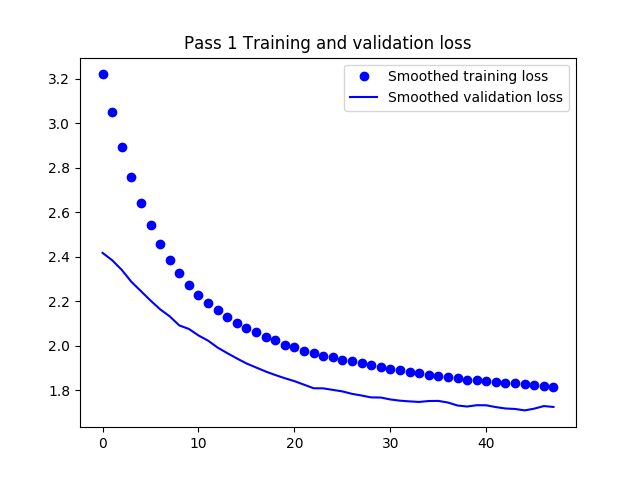 Pass 1 Training and validation loss
Smoothed training loss
Smoothed validation loss
3.2
3.0
2.8
2.6
2.4
2.2
2.0
1.8
0 10 20 30 40